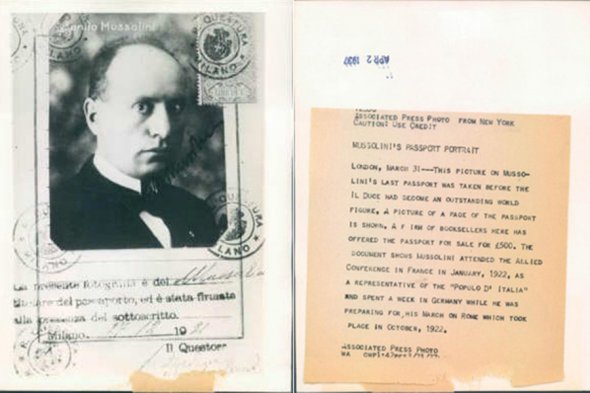 Benito Mussolini
QUESTURA
MILANO
La presente fotografia è del
titolare del passaporto, ed è stata firmata
alla presenza del sottoscritto.
Milano, 19 21
Il Questore
APR 2 1937
ASSOCIATED PRESS PHOTO FROM NEW YORK
CAUTION: USE CREDIT
MUSSOLINI'S PASSPORT PORTRAIT
LONDON, MARCH 31---THIS PICTURE ON MUSSO-
LINI'S LAST PASSPORT WAS TAKEN BEFORE THE
IL DUCE HAD BECOME AN OUTSTANDING WORLD
FIGURE. A PICTURE OF A PAGE OF THE PASSPORT
IS SHOWN. A F IRM OF BOOKSELLERS HERE HAS
OFFERED THE PASSPORT FOR SALE FOR £500. THE
DOCUMENT SHOWS MUSSOLINI ATTENDED THE ALLIED
CONFERENCE IN FRANCE IN JANUARY, 1922, AS
A REPRESENTATIVE OF THE "POPULO D' ITALIA"
AND SPENT A WEEK IN GERMANY WHILE HE WAS
PREPARING FOR HIS MARCH ON ROME WHICH TOOK
PLACE IN OCTOBER, 1922.
ASSOCIATED PRESS PHOTO
WA